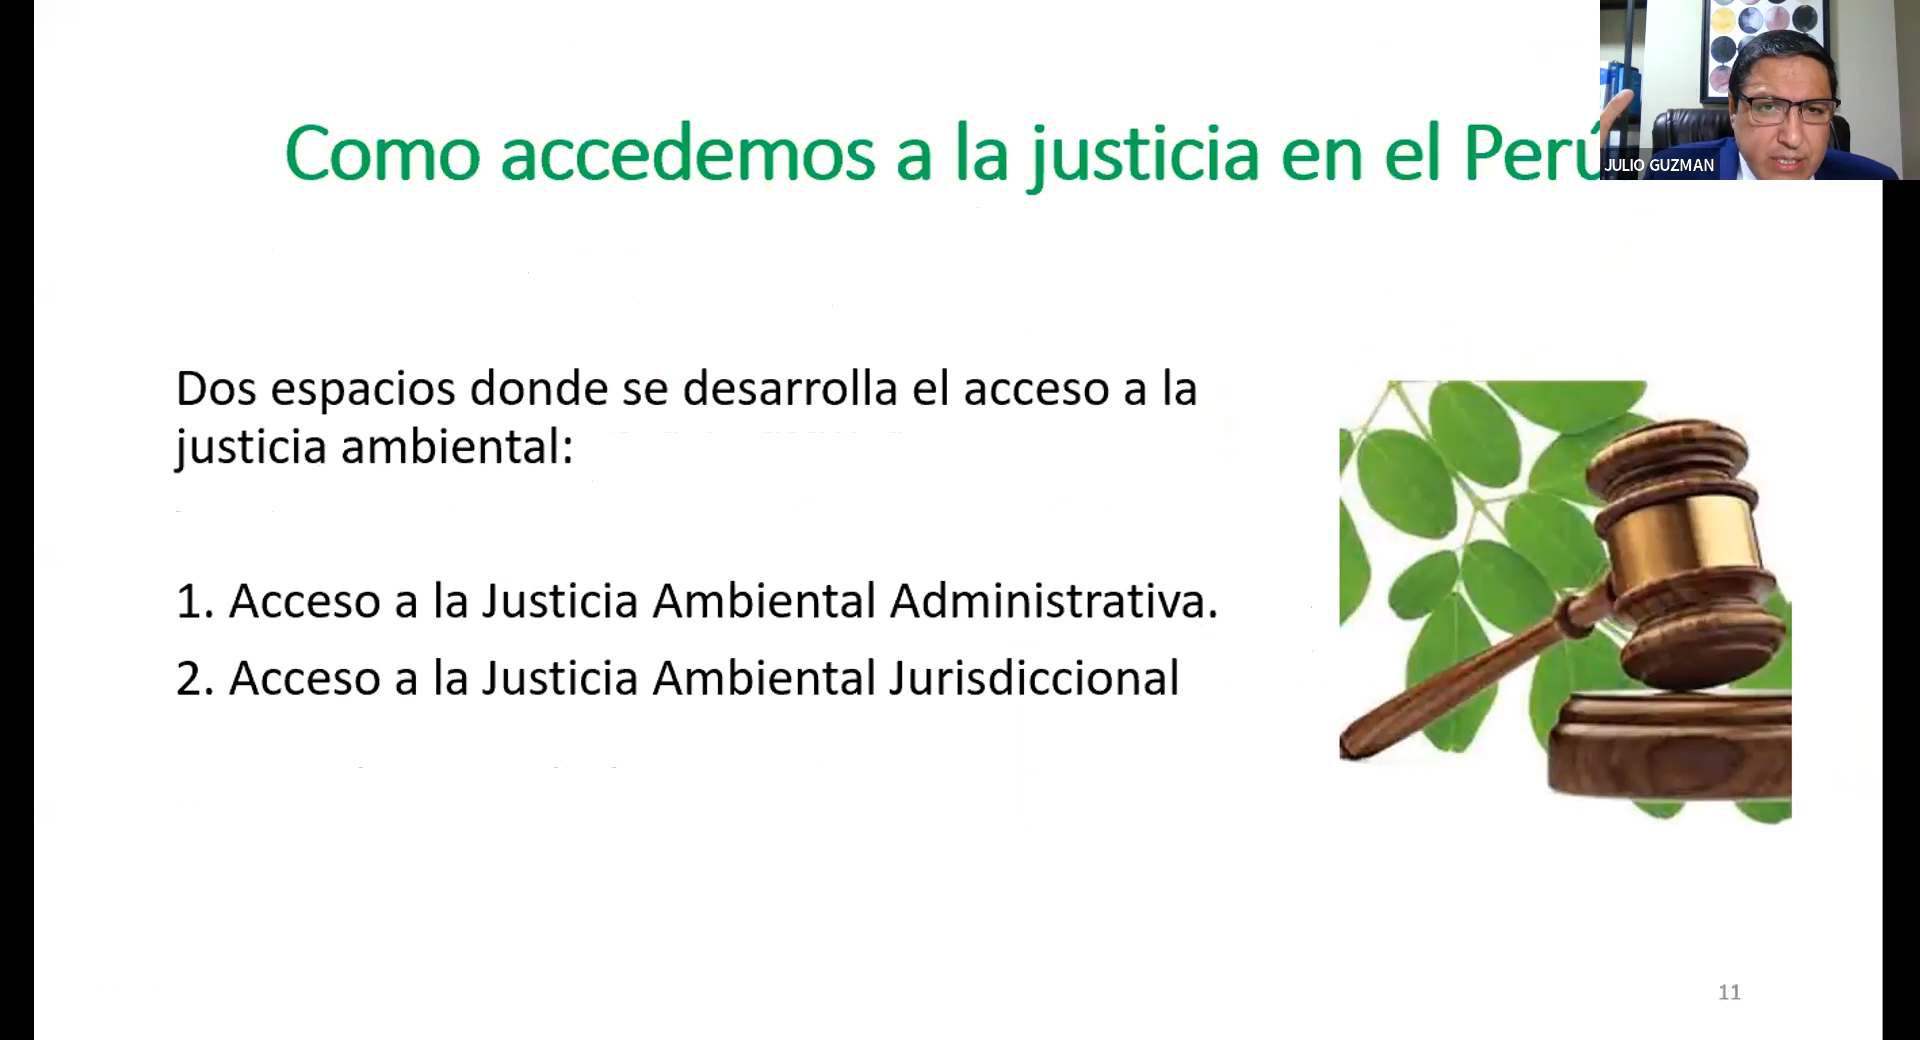 Como accedemos a la justicia en el Perú
JULIO GUZMAN
Dos espacios donde se desarrolla el acceso a la
justicia ambiental:
1. Acceso a la Justicia Ambiental Administrativa.
2. Acceso a la Justicia Ambiental Jurisdiccional
11